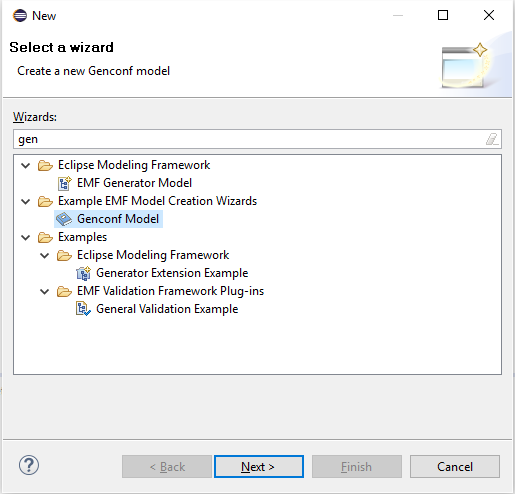 New
Select a wizard
Create a new Genconf model
Wizards:
gen
Eclipse Modeling Framework
EMF Generator Model
Example EMF Model Creation Wizards
Genconf Model
Examples
Eclipse Modeling Framework
Generator Extension Example
EMF Validation Framework Plug-ins
General Validation Example
? < Back Next > Finish Cancel